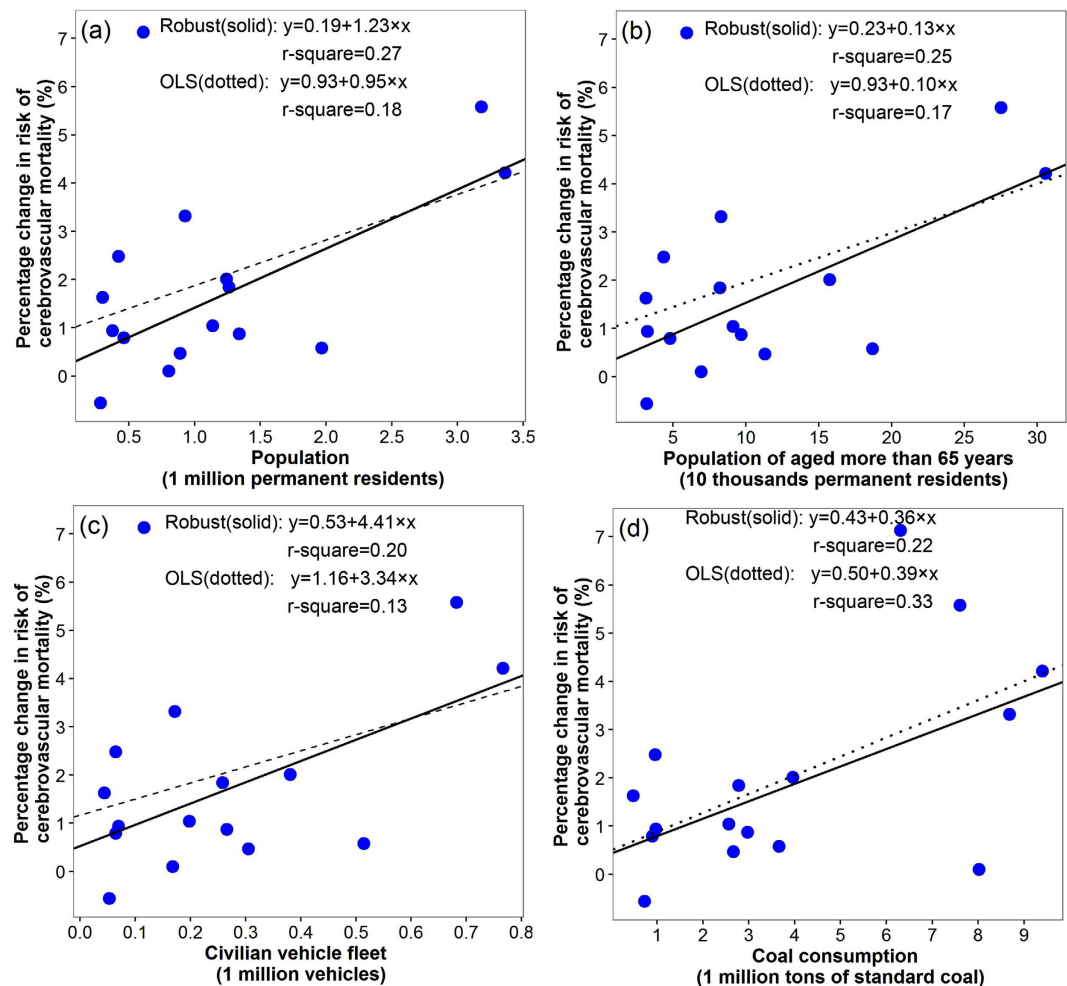 (a)
Robust(solid): y=0.19+1.23×x
r-square=0.27
OLS(dotted): y=0.93+0.95×x
r-square=0.18
Percentage change in risk of
cerebrovascular mortality (%)
7
6
5
4
3
2
1
0
0.5 1.0 1.5 2.0 2.5 3.0 3.5
Population
(1 million permanent residents)
(b)
Robust(solid): y=0.23+0.13×x
r-square=0.25
OLS(dotted): y=0.93+0.10×x
r-square=0.17
Percentage change in risk of
cerebrovascular mortality (%)
7
6
5
4
3
2
1
0
5 10 15 20 25 30
Population of aged more than 65 years
(10 thousands permanent residents)
(c)
Robust(solid): y=0.53+4.41×x
r-square=0.20
OLS(dotted): y=1.16+3.34×x
r-square=0.13
Percentage change in risk of
cerebrovascular mortality (%)
7
6
5
4
3
2
1
0
0.0 0.1 0.2 0.3 0.4 0.5 0.6 0.7 0.8
Civilian vehicle fleet
(1 million vehicles)
(d)
Robust(solid): y=0.43+0.36×x
r-square=0.22
OLS(dotted): y=0.50+0.39×x
r-square=0.33
Percentage change in risk of
cerebrovascular mortality (%)
7
6
5
4
3
2
1
0
1 2 3 4 5 6 7 8 9
Coal consumption
(1 million tons of standard coal)